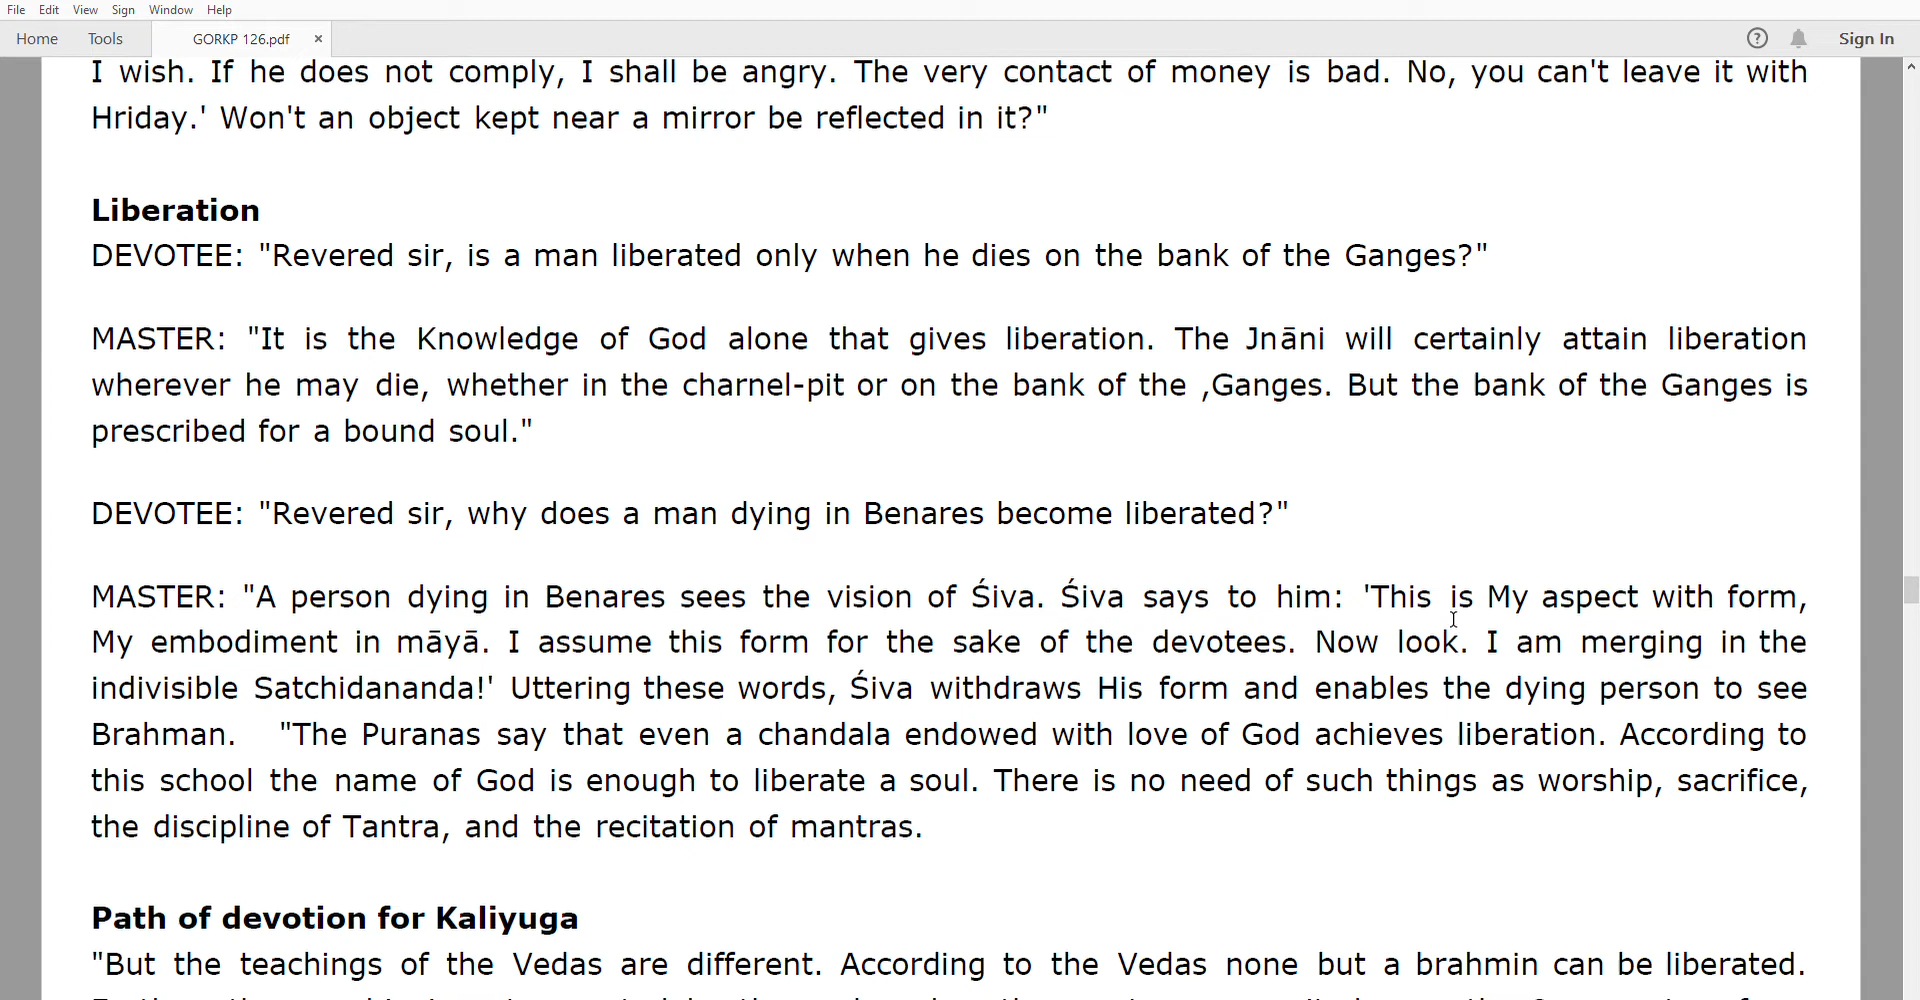 File Edit View Sign Window Help
Home Tools GORKP 126.pdf × ? Sign In
I wish. If he does not comply, I shall be angry. The very contact of money is bad. No, you can't leave it with
Hriday.' Won't an object kept near a mirror be reflected in it?"
Liberation
DEVOTEE: "Revered sir, is a man liberated only when he dies on the bank of the Ganges?"
MASTER: "It is the Knowledge of God alone that gives liberation. The Jnāni will certainly attain liberation
wherever he may die, whether in the charnel-pit or on the bank of the ,Ganges. But the bank of the Ganges is
prescribed for a bound soul."
DEVOTEE: "Revered sir, why does a man dying in Benares become liberated?"
MASTER: "A person dying in Benares sees the vision of Śiva. Śiva says to him: 'This is My aspect with form,
My embodiment in māyā. I assume this form for the sake of the devotees. Now look. I am merging in the
indivisible Satchidananda!' Uttering these words, Śiva withdraws His form and enables the dying person to see
Brahman. "The Puranas say that even a chandala endowed with love of God achieves liberation. According to
this school the name of God is enough to liberate a soul. There is no need of such things as worship, sacrifice,
the discipline of Tantra, and the recitation of mantras.
Path of devotion for Kaliyuga
"But the teachings of the Vedas are different. According to the Vedas none but a brahmin can be liberated.